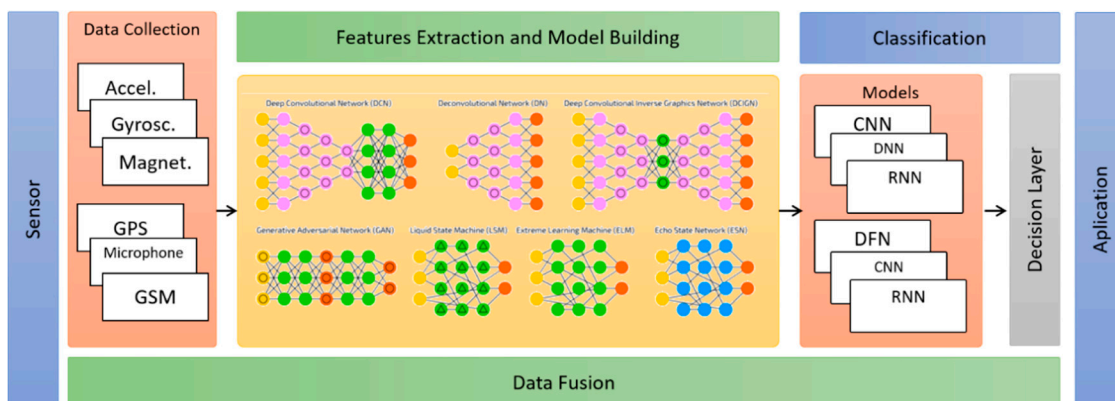 Sensor
Data Collection
Accel.
Gyrosc.
Magnet.
GPS
Microphone
GSM
Features Extraction and Model Building
Deep Convolutional Network (DCN)
Deconvolutional Network (DN)
Deep Convolutional Inverse Graphics Network (DCIGN)
Generative Adversarial Network (GAN)
Liquid State Machine (LSM)
Extreme Learning Machine (ELM)
Echo State Network (ESN)
Classification
Models
CNN
DNN
RNN
DFN
CNN
RNN
Decision Layer
Aplication
Data Fusion